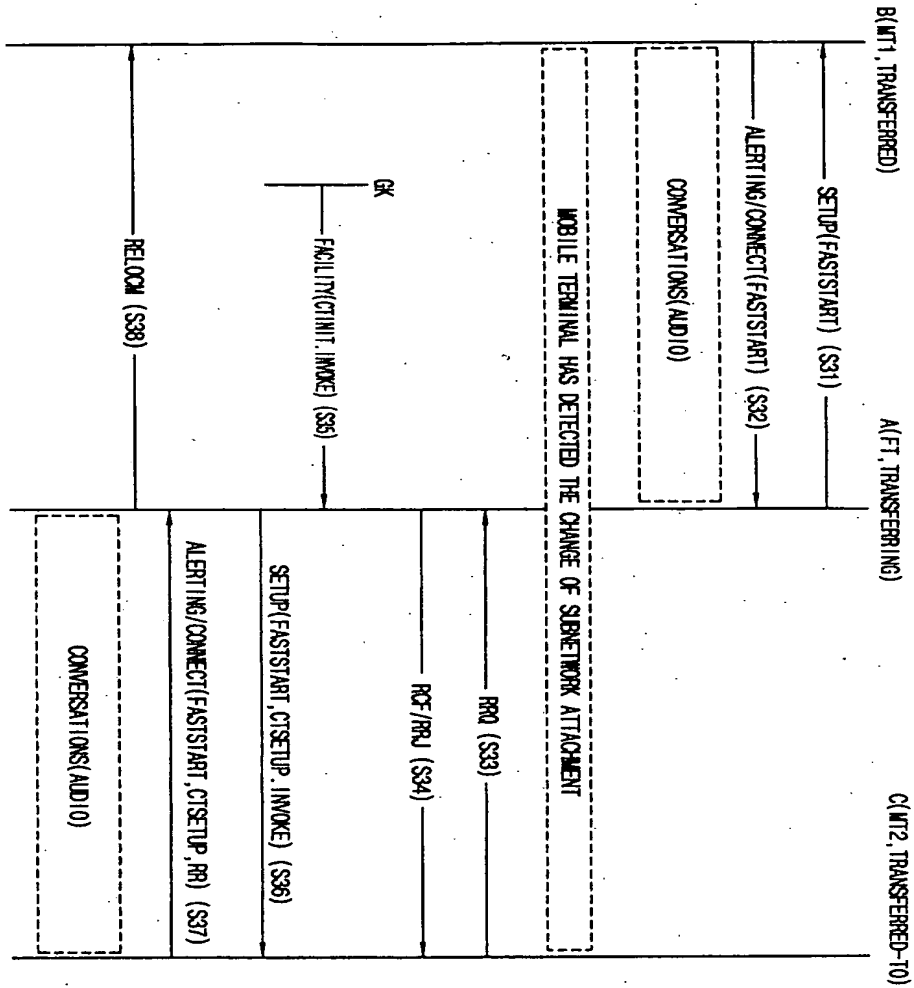 B(MT1,TRANSFERRED)
A(FT,TRANSFERRING)
C(MT2,TRANSFERRED-TO)
SETUP(FASTSTART) (S31)
ALERTING/CONNECT(FASTSTART) (S32)
CONVERSATIONS(AUDIO)
MOBILE TERMINAL HAS DETECTED THE CHANGE OF SUBNETWORK ATTACHMENT
RRQ (S33)
RCF/RRJ (S34)
GK
FACILITY(CTINIT.INVOKE) (S35)
SETUP(FASTSTART,CTSETUP.INVOKE) (S36)
ALERTING/CONNECT(FASTSTART,CTSETUP,RR) (S37)
RELOCM (S38)
CONVERSATIONS(AUDIO)